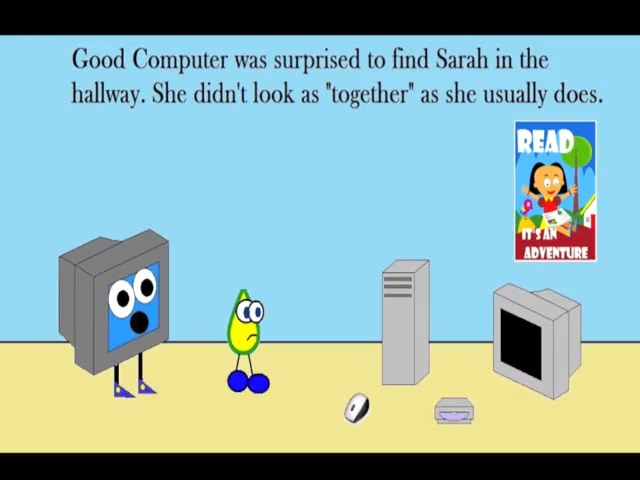 Good Computer was surprised to find Sarah in the
hallway. She didn't look as "together" as she usually does.
READ
IT'S AN
ADVENTURE